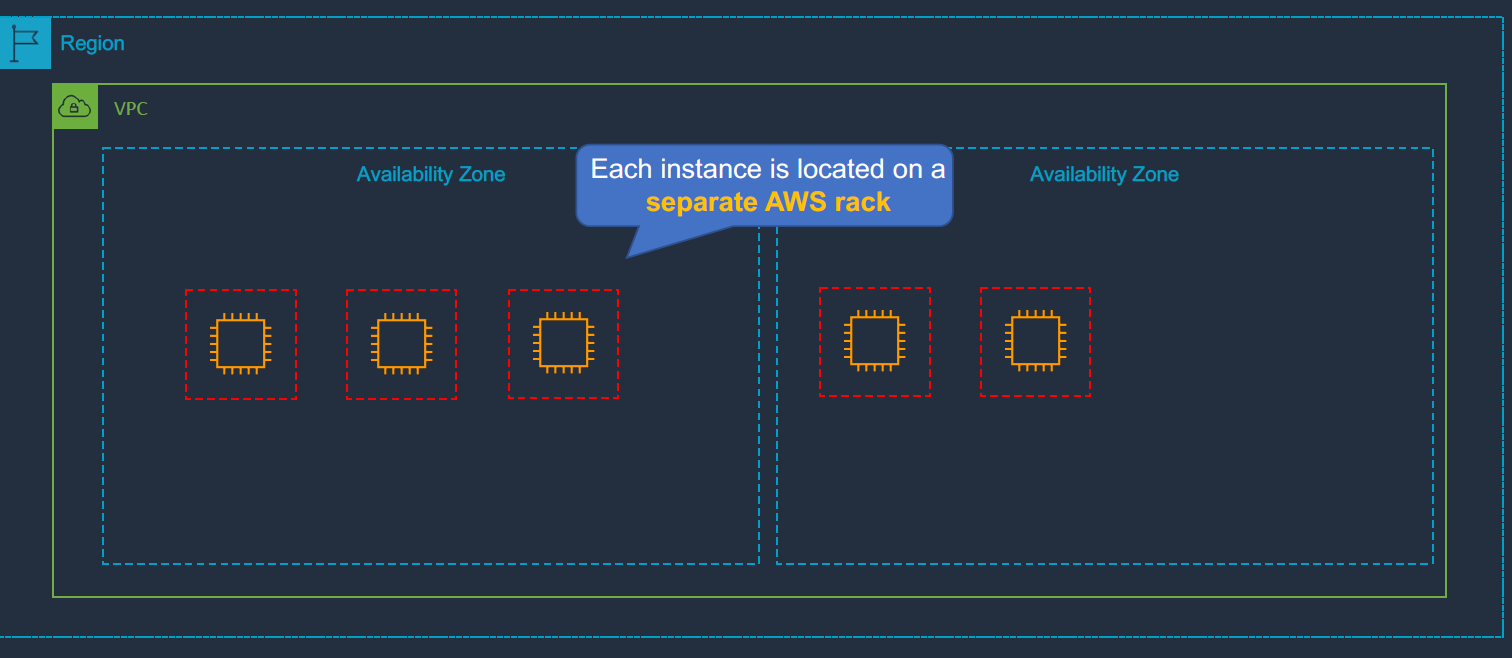 Region
VPC
Availability Zone
Each instance is located on a
separate AWS rack
Availability Zone